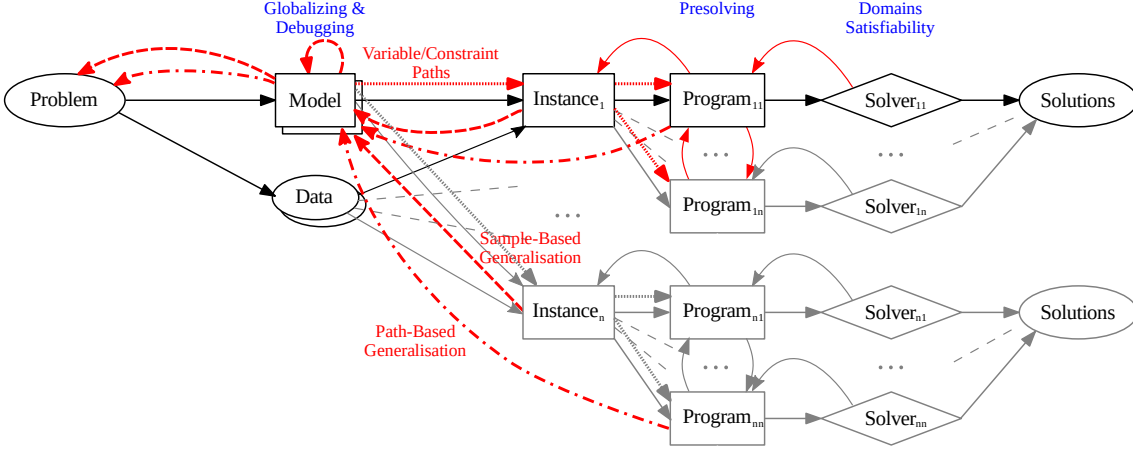 Globalizing &
Debugging
Presolving
Domains
Satisfiability
Variable/Constraint
Paths
Problem
Model
Instance₁
Program₁₁
Solver₁₁
Solutions
...
...
Program₁ₙ
Solver₁ₙ
Data
...
Sample-Based
Generalisation
Instanceₙ
Programₙ₁
Solverₙ₁
Solutions
Path-Based
Generalisation
...
...
Programₙₙ
Solverₙₙ